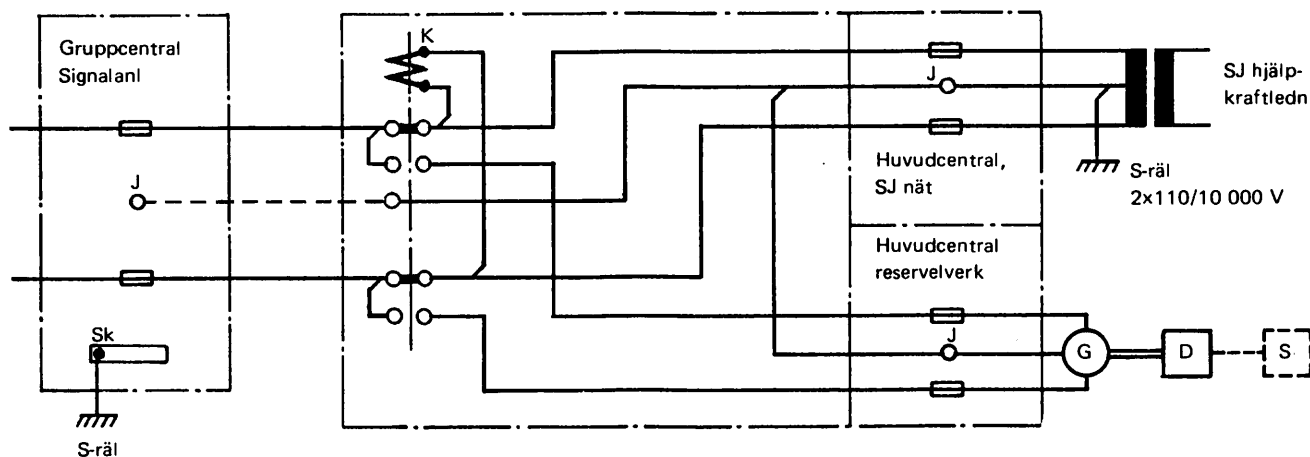 Gruppcentral
Signalanl
J
Sk
S-räl
K
J
Huvudcentral,
SJ nät
Huvudcentral
reservelverk
J
G
D
S
SJ hjälp-
kraftledn
S-räl
2x110/10 000 V